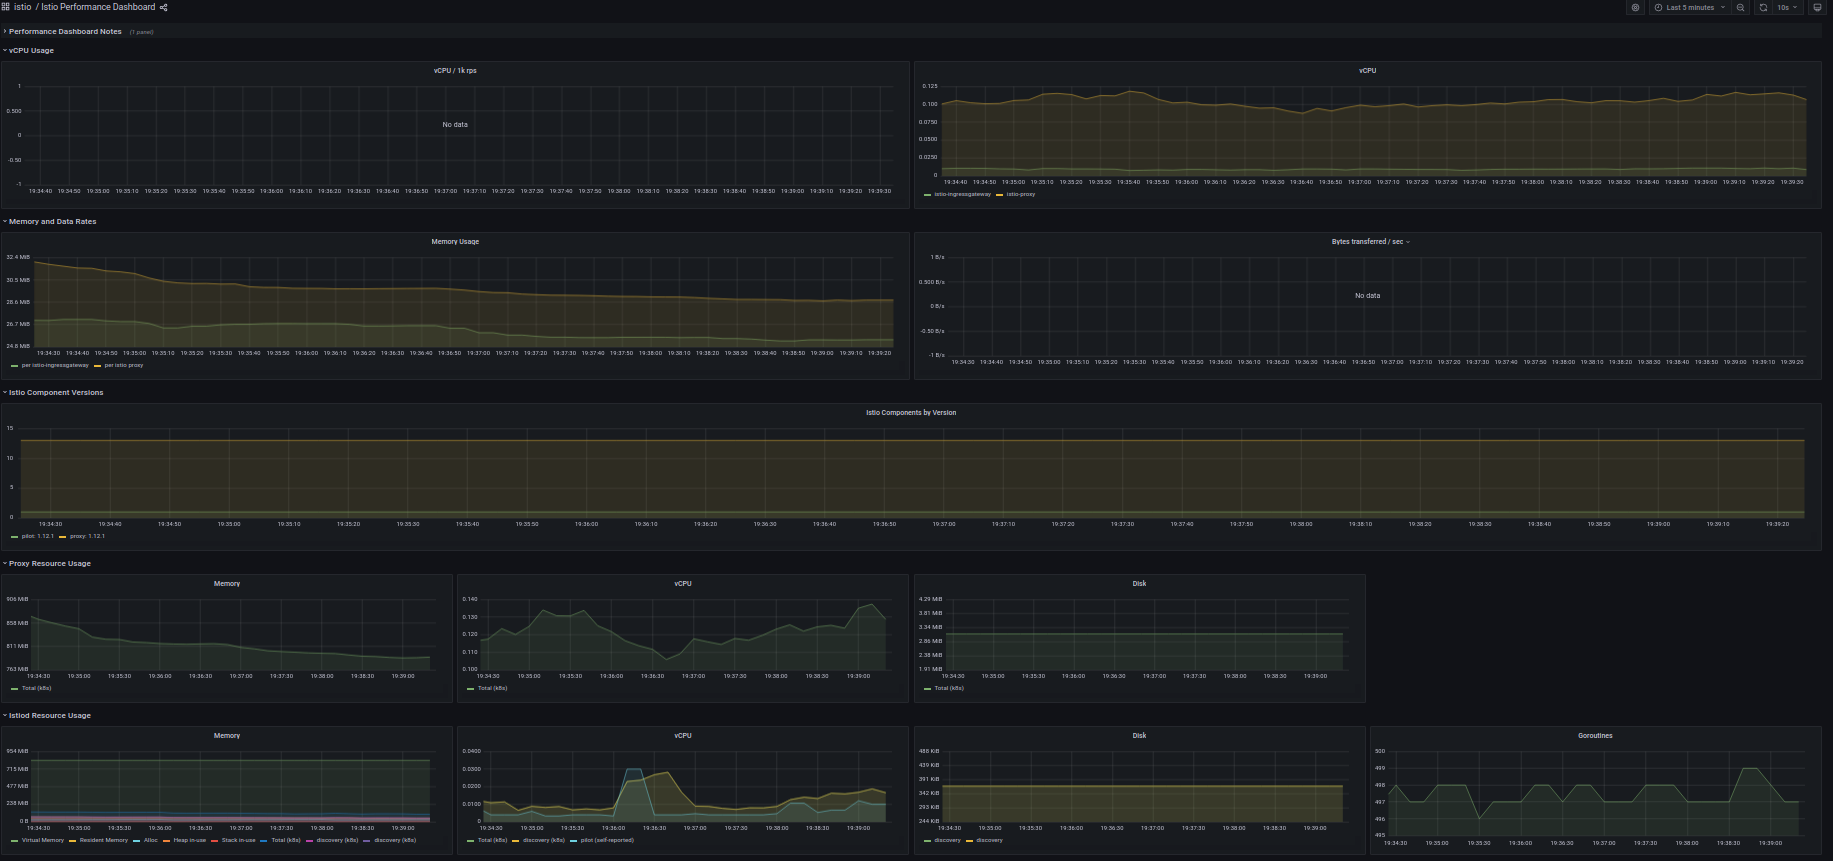 istio / Istio Performance Dashboard
Last 5 minutes 10s
Performance Dashboard Notes (1 panel)
vCPU Usage
vCPU / 1k rps
1
0.500
0
-0.50
-1
No data
19:34:40 19:34:50 19:35:00 19:35:10 19:35:20 19:35:30 19:35:40 19:35:50 19:36:00 19:36:10 19:36:20 19:36:30 19:36:40 19:36:50 19:37:00 19:37:10 19:37:20 19:37:30 19:37:40 19:37:50 19:38:00 19:38:10 19:38:20 19:38:30 19:38:40 19:38:50 19:39:00 19:39:10 19:39:20 19:39:30
vCPU
0.125
0.100
0.0750
0.0500
0.0250
0
19:34:40 19:34:50 19:35:00 19:35:10 19:35:20 19:35:30 19:35:40 19:35:50 19:36:00 19:36:10 19:36:20 19:36:30 19:36:40 19:36:50 19:37:00 19:37:10 19:37:20 19:37:30 19:37:40 19:37:50 19:38:00 19:38:10 19:38:20 19:38:30 19:38:40 19:38:50 19:39:00 19:39:10 19:39:20 19:39:30
istio-ingressgateway istio-proxy
Memory and Data Rates
Memory Usage
32.4 MiB
30.5 MiB
28.6 MiB
26.7 MiB
24.8 MiB
19:34:30 19:34:40 19:34:50 19:35:00 19:35:10 19:35:20 19:35:30 19:35:40 19:35:50 19:36:00 19:36:10 19:36:20 19:36:30 19:36:40 19:36:50 19:37:00 19:37:10 19:37:20 19:37:30 19:37:40 19:37:50 19:38:00 19:38:10 19:38:20 19:38:30 19:38:40 19:38:50 19:39:00 19:39:10 19:39:20
per istio-ingressgateway per istio proxy
Bytes transferred / sec
1 B/s
0.500 B/s
0 B/s
-0.50 B/s
-1 B/s
No data
19:34:30 19:34:40 19:34:50 19:35:00 19:35:10 19:35:20 19:35:30 19:35:40 19:35:50 19:36:00 19:36:10 19:36:20 19:36:30 19:36:40 19:36:50 19:37:00 19:37:10 19:37:20 19:37:30 19:37:40 19:37:50 19:38:00 19:38:10 19:38:20 19:38:30 19:38:40 19:38:50 19:39:00 19:39:10 19:39:20
Istio Component Versions
Istio Components by Version
15
10
5
0
19:34:30 19:34:40 19:34:50 19:35:00 19:35:10 19:35:20 19:35:30 19:35:40 19:35:50 19:36:00 19:36:10 19:36:20 19:36:30 19:36:40 19:36:50 19:37:00 19:37:10 19:37:20 19:37:30 19:37:40 19:37:50 19:38:00 19:38:10 19:38:20 19:38:30 19:38:40 19:38:50 19:39:00 19:39:10 19:39:20
pilot: 1.12.1 proxy: 1.12.1
Proxy Resource Usage
Memory
906 MiB
858 MiB
811 MiB
763 MiB
19:34:30 19:35:00 19:35:30 19:36:00 19:36:30 19:37:00 19:37:30 19:38:00 19:38:30 19:39:00
Total (k8s)
vCPU
0.140
0.130
0.120
0.110
0.100
19:34:30 19:35:00 19:35:30 19:36:00 19:36:30 19:37:00 19:37:30 19:38:00 19:38:30 19:39:00
Total (k8s)
Disk
4.29 MiB
3.81 MiB
3.34 MiB
2.86 MiB
2.38 MiB
1.91 MiB
19:34:30 19:35:00 19:35:30 19:36:00 19:36:30 19:37:00 19:37:30 19:38:00 19:38:30 19:39:00
Total (k8s)
Istiod Resource Usage
Memory
954 MiB
715 MiB
477 MiB
238 MiB
0 B
19:34:30 19:35:00 19:35:30 19:36:00 19:36:30 19:37:00 19:37:30 19:38:00 19:38:30 19:39:00
Virtual Memory Resident Memory Alloc Heap in-use Stack in-use Total (k8s) discovery (k8s) discovery (k8s)
vCPU
0.0400
0.0300
0.0200
0.0100
0
19:34:30 19:35:00 19:35:30 19:36:00 19:36:30 19:37:00 19:37:30 19:38:00 19:38:30 19:39:00
Total (k8s) discovery (k8s) pilot (self-reported)
Disk
488 KiB
439 KiB
391 KiB
342 KiB
293 KiB
244 KiB
19:34:30 19:35:00 19:35:30 19:36:00 19:36:30 19:37:00 19:37:30 19:38:00 19:38:30 19:39:00
discovery discovery
Goroutines
500
499
498
497
496
495
19:34:30 19:35:00 19:35:30 19:36:00 19:36:30 19:37:00 19:37:30 19:38:00 19:38:30 19:39:00